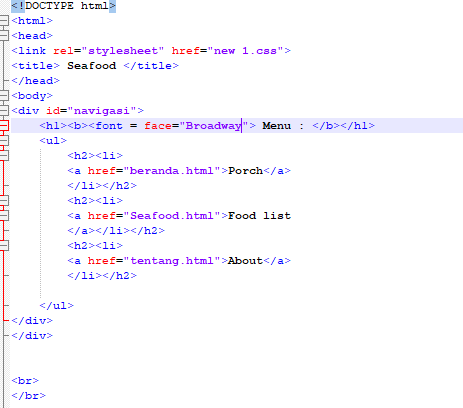 <!DOCTYPE html>
<html>
<head>
<link rel="stylesheet" href="new 1.css">
<title> Seafood </title>
</head>
<body>
<div id="navigasi">
<h1><b><font = face="Broadway"> Menu : </b></h1>
<ul>
<h2><li>
<a href="beranda.html">Porch</a>
</li></h2>
<h2><li>
<a href="Seafood.html">Food list
</a></li></h2>
<h2><li>
<a href="tentang.html">About</a>
</li></h2>
</ul>
</div>
</div>
<br>
</br>